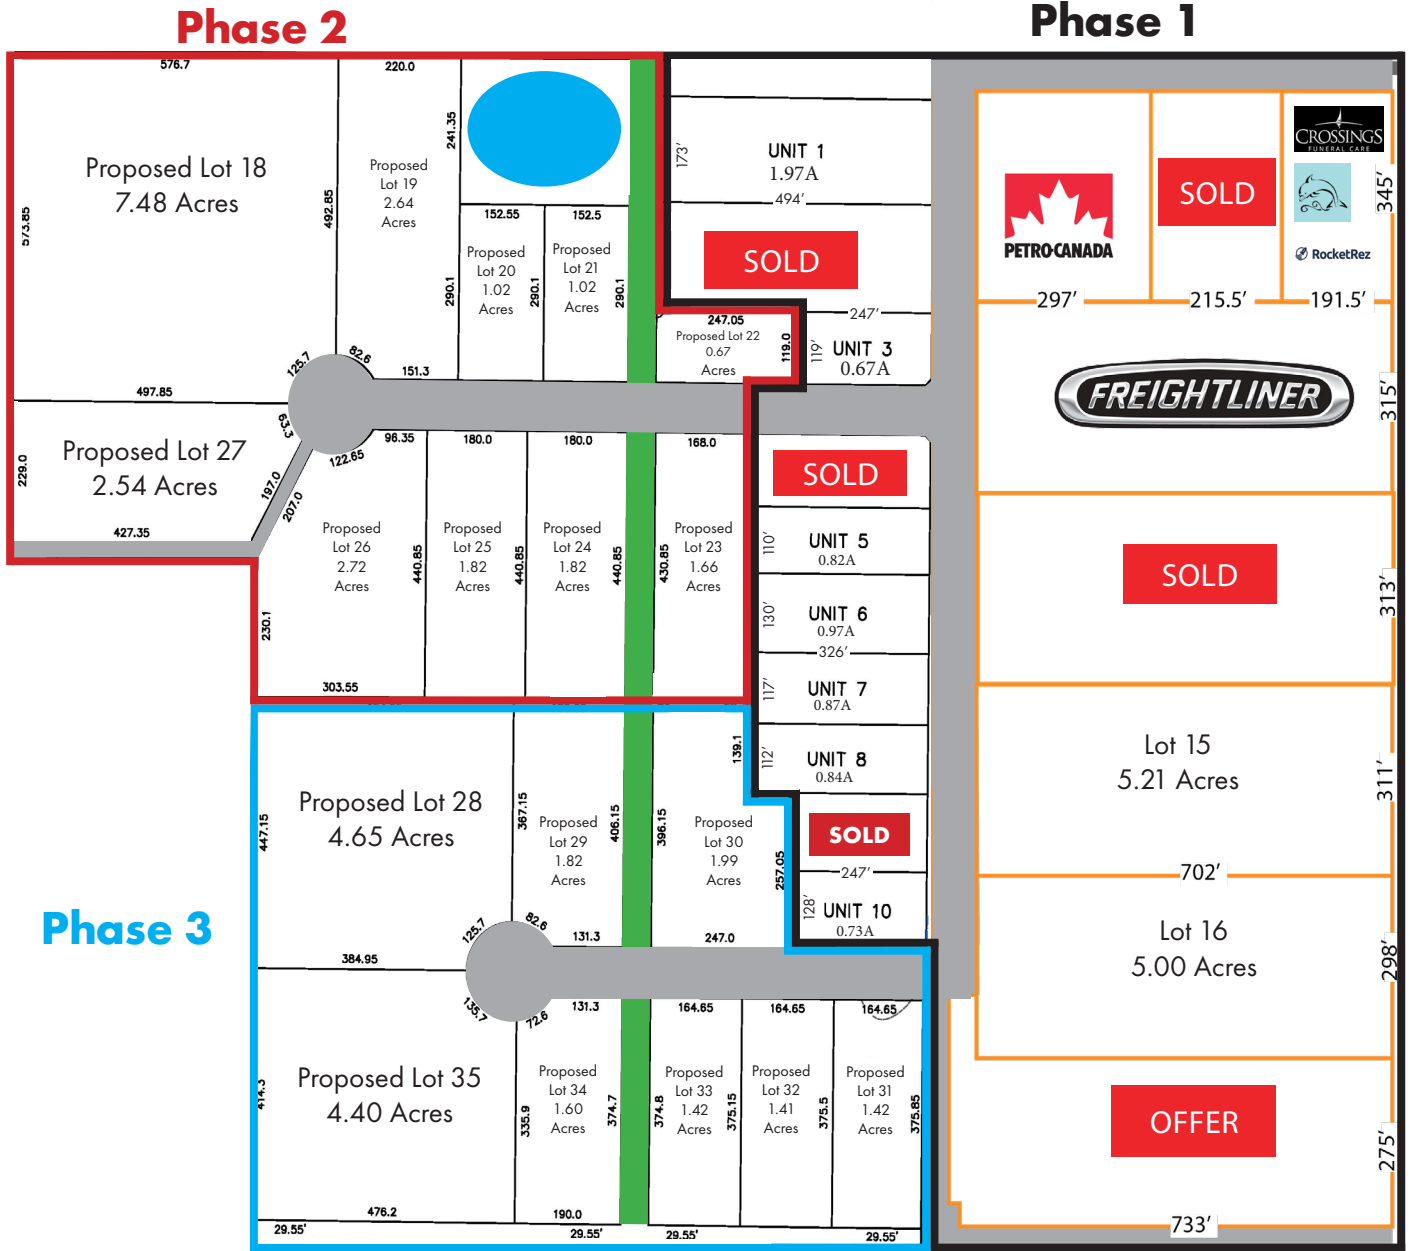 Phase 2
Phase 1
576.7
220.0
573.85
Proposed Lot 18
7.48 Acres
492.85
Proposed
Lot 19
2.64
Acres
241.35
152.55
152.5
290.1
Proposed
Lot 20
1.02
Acres
290.1
Proposed
Lot 21
1.02
Acres
290.1
173'
UNIT 1
1.97A
494'
SOLD
247.05
Proposed Lot 22
0.67
Acres
119.0
247'
119'
UNIT 3
0.67A
PETRO-CANADA
SOLD
CROSSINGS
FUNERAL CARE
RocketRez
345'
297'
215.5'
191.5'
FREIGHTLINER
315'
125.7
82.6
151.3
497.85
63.3
122.65
229.0
Proposed Lot 27
2.54 Acres
197.0
207.0
427.35
96.35
180.0
180.0
168.0
Proposed
Lot 26
2.72
Acres
440.85
Proposed
Lot 25
1.82
Acres
440.85
Proposed
Lot 24
1.82
Acres
440.85
430.85
Proposed
Lot 23
1.66
Acres
230.1
303.55
SOLD
110'
UNIT 5
0.82A
130'
UNIT 6
0.97A
326'
117'
UNIT 7
0.87A
112'
UNIT 8
0.84A
SOLD
247'
128'
UNIT 10
0.73A
SOLD
313'
Lot 15
5.21 Acres
311'
702'
Lot 16
5.00 Acres
298'
OFFER
275'
733'
Phase 3
447.15
Proposed Lot 28
4.65 Acres
367.15
Proposed
Lot 29
1.82
Acres
406.15
396.15
Proposed
Lot 30
1.99
Acres
139.1
257.05
125.7
82.6
131.3
247.0
384.95
135.7
72.6
131.3
164.65
164.65
164.65
414.3
Proposed Lot 35
4.40 Acres
335.9
Proposed
Lot 34
1.60
Acres
374.7
374.8
Proposed
Lot 33
1.42
Acres
375.15
Proposed
Lot 32
1.41
Acres
375.5
Proposed
Lot 31
1.42
Acres
375.85
476.2
190.0
29.55'
29.55'
29.55'
29.55'